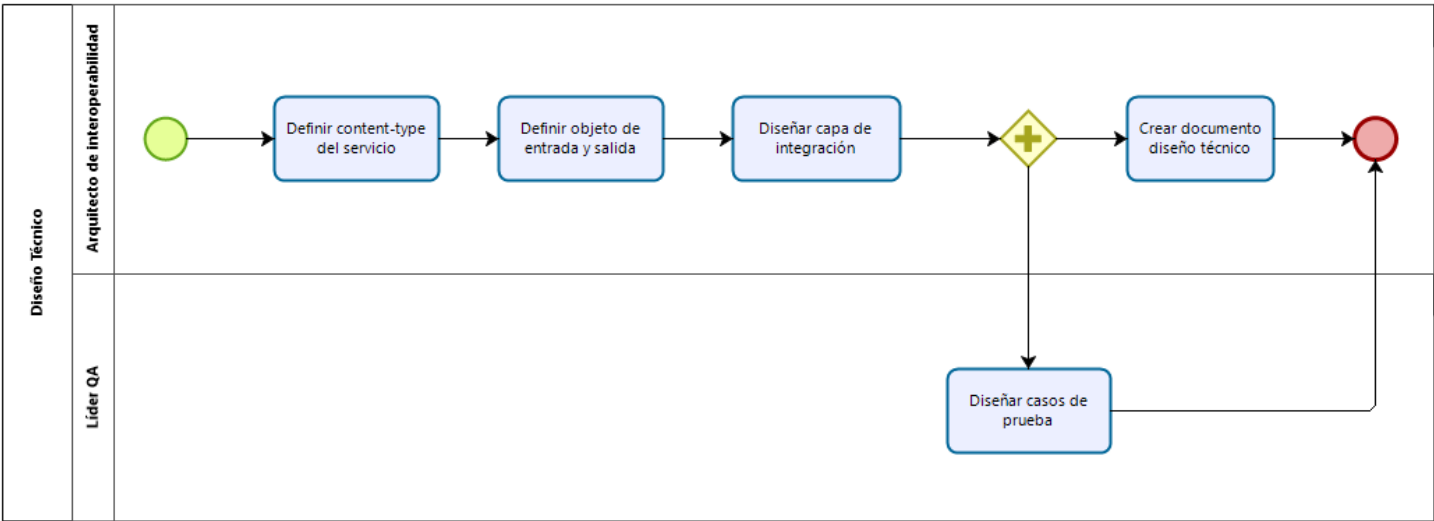 Diseño Técnico
Arquitecto de interoperabilidad
Definir content-type
del servicio
Definir objeto de
entrada y salida
Diseñar capa de
integración
Crear documento
diseño técnico
Líder QA
Diseñar casos de
prueba